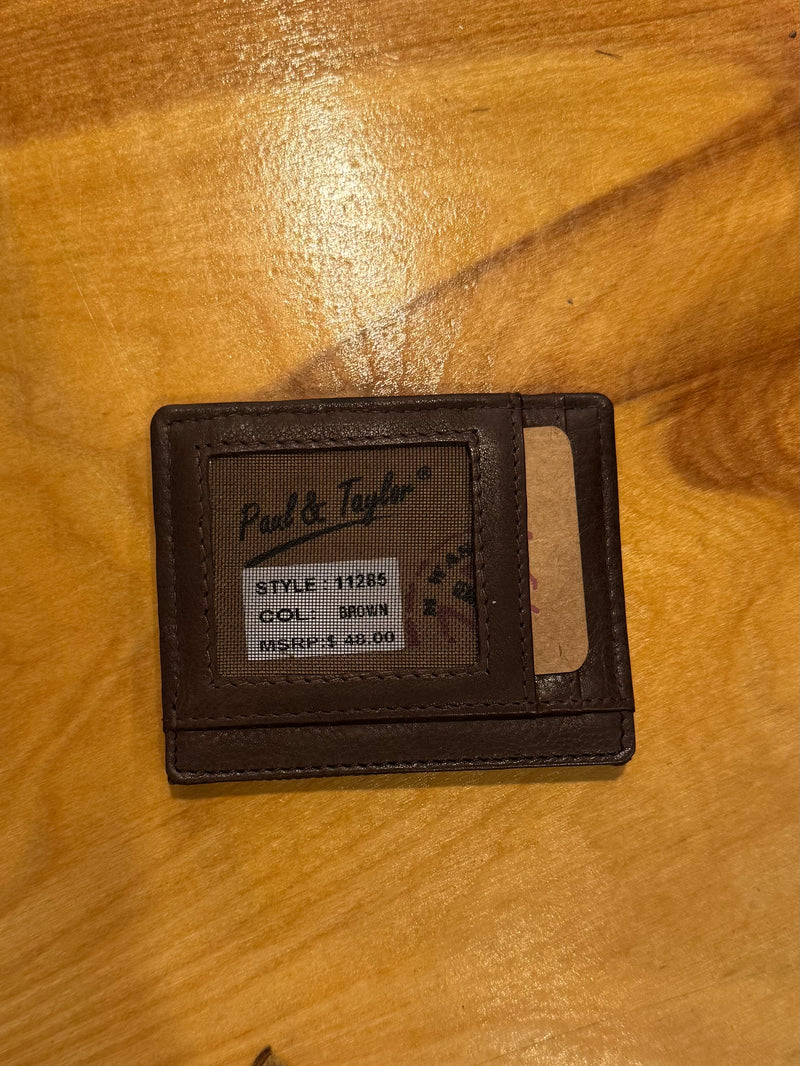 Paul & Taylor®
STYLE : 11285
COL: BROWN
MSRP:$ 48.00